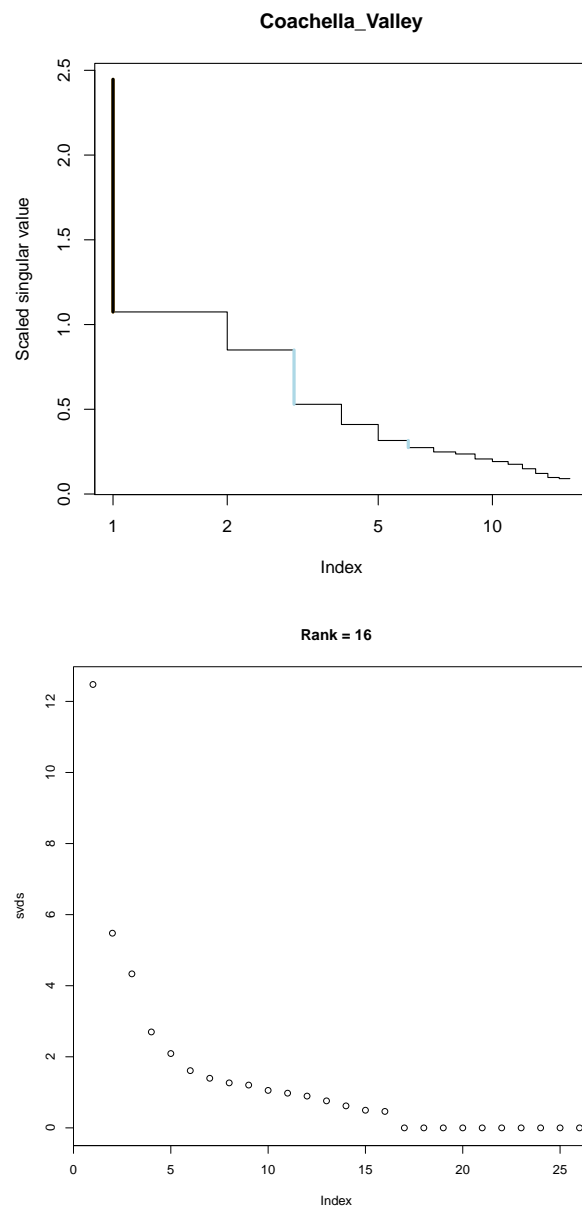 Coachella_Valley
Scaled singular value
2.5
2.0
1.5
1.0
0.5
0.0
1 2 5 10
Index
Rank = 16
svds
12
10
8
6
4
2
0
0 5 10 15 20 25
Index